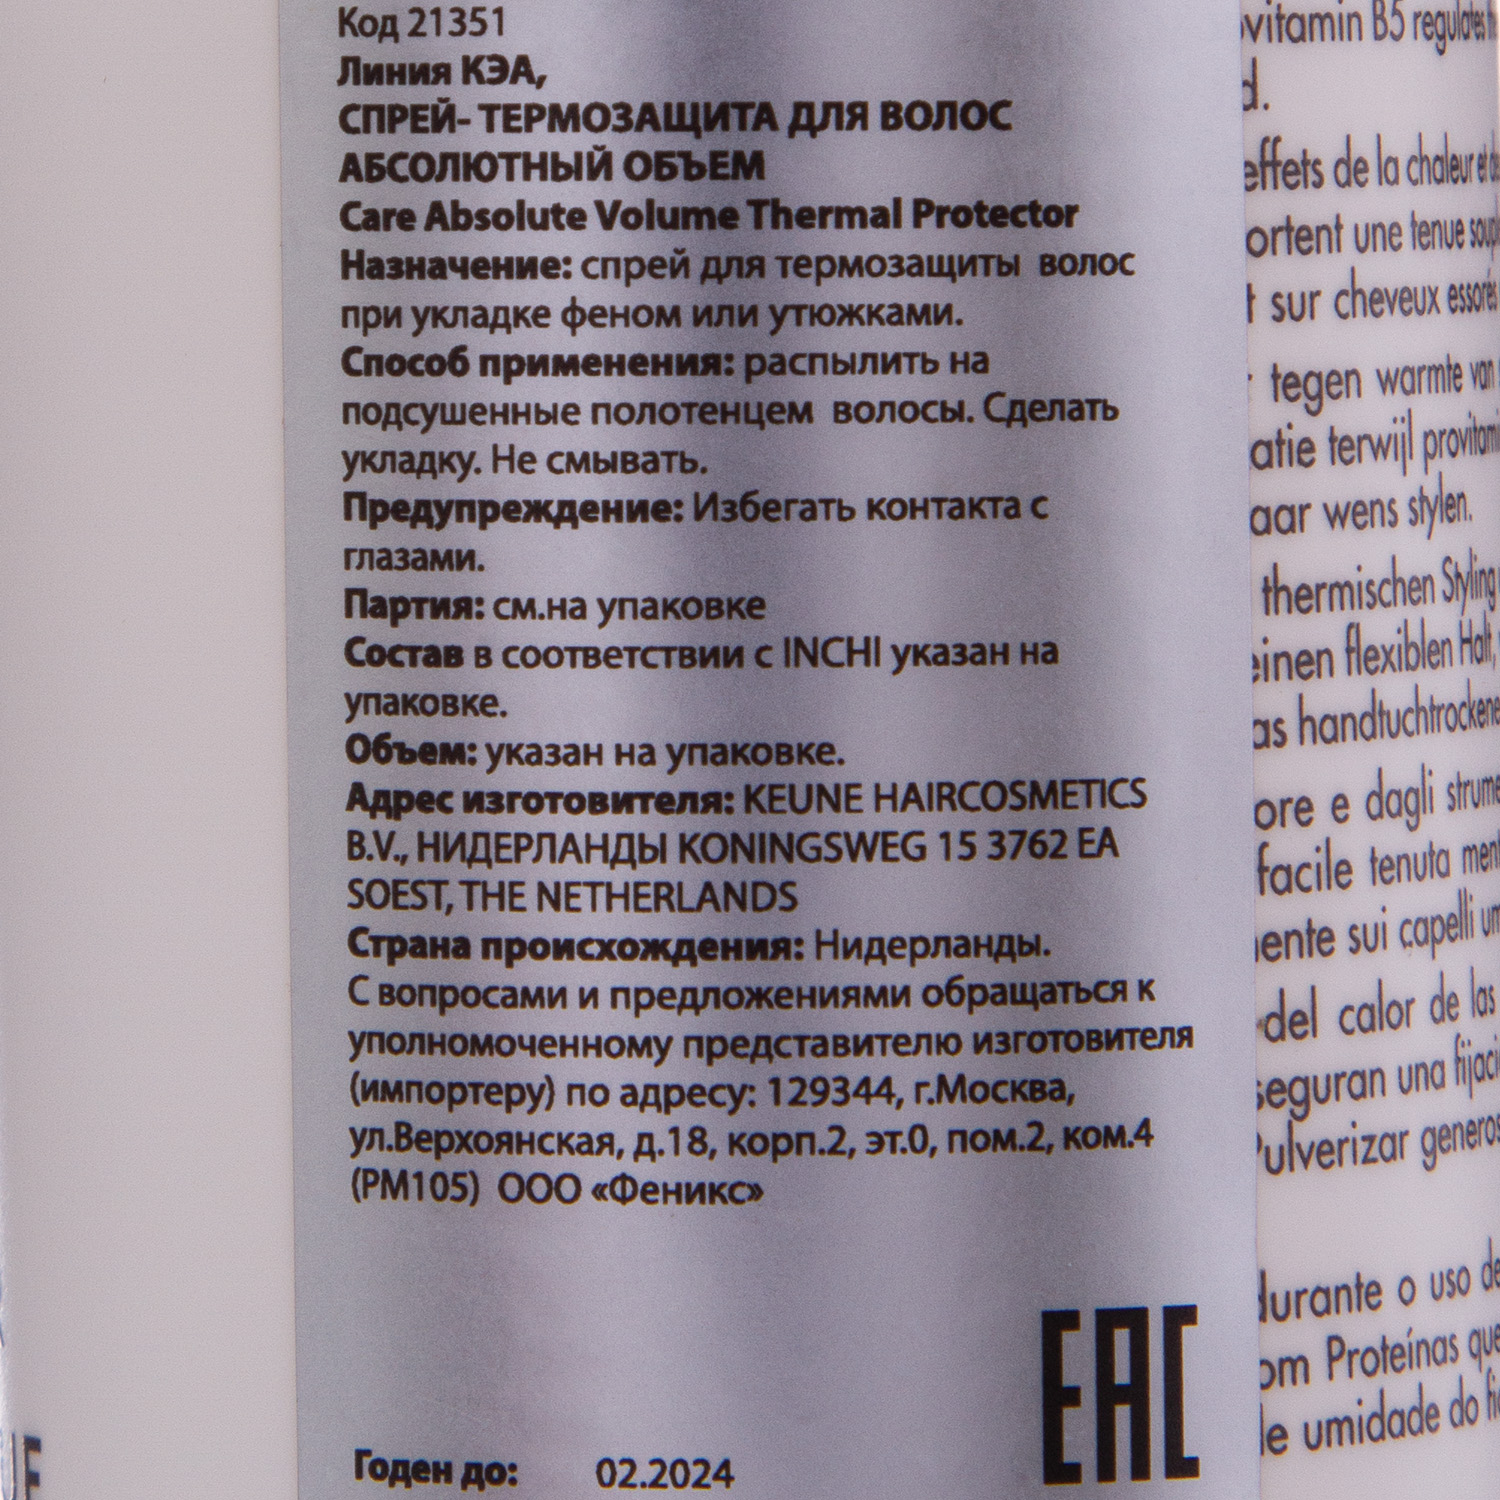 Код 21351
Линия КЭА,
СПРЕЙ- ТЕРМОЗАЩИТА ДЛЯ ВОЛОС
АБСОЛЮТНЫЙ ОБЪЕМ
Care Absolute Volume Thermal Protector
Назначение: спрей для термозащиты волос
при укладке феном или утюжками.
Способ применения: распылить на
подсушенные полотенцем волосы. Сделать
укладку. Не смывать.
Предупреждение: Избегать контакта с
глазами.
Партия: см.на упаковке
Состав в соответствии с INCHI указан на
упаковке.
Объем: указан на упаковке.
Адрес изготовителя: KEUNE HAIRCOSMETICS
B.V., НИДЕРЛАНДЫ KONINGSWEG 15 3762 EA
SOEST, THE NETHERLANDS
Страна происхождения: Нидерланды.
С вопросами и предложениями обращаться к
уполномоченному представителю изготовителя
(импортеру) по адресу: 129344, г.Москва,
ул.Верхоянская, д.18, корп.2, эт.0, пом.2, ком.4
(РМ105) ООО «Феникс»
EAC
Годен до: 02.2024
vitamin B5 regulates
d.
effets de la chaleur et
ortent une tenue
sur cheveux essorés
tegen warmte van
atie terwijl
aar wens stylen.
thermischen Styling
einen flexiblen Halt,
as
ore e dagli
facile tenuta
ente sui capelli
del calor de las
seguran una
Pulverizar
durante o uso
om Proteínas que
de umidade do